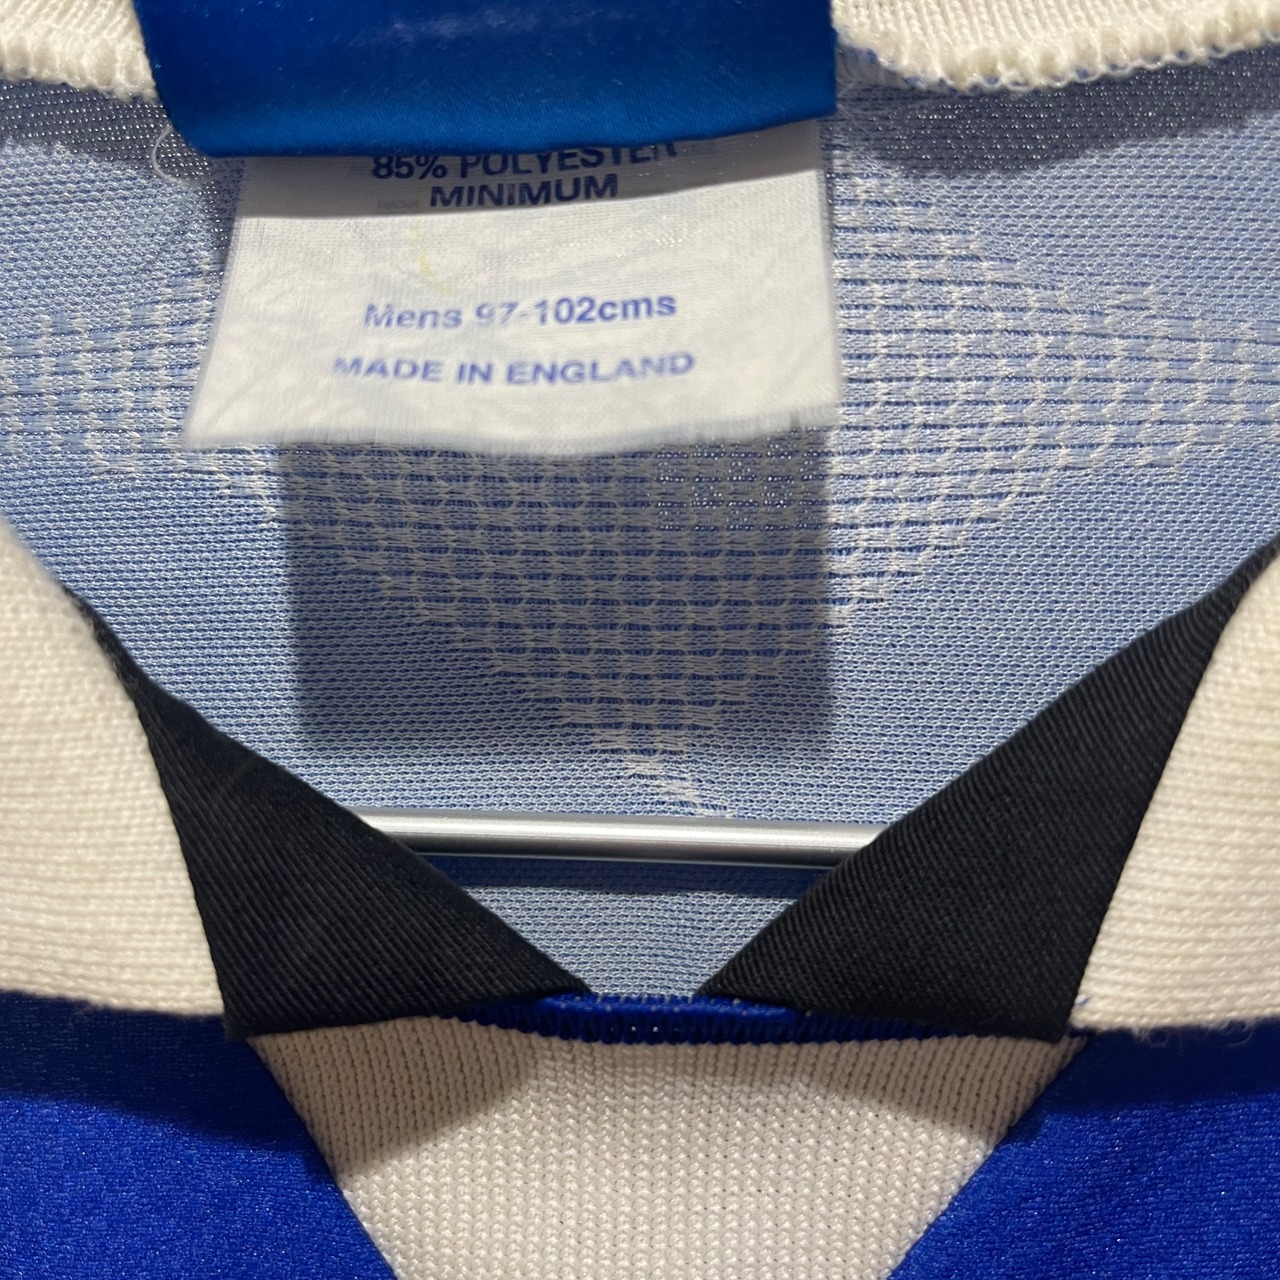 85% POLYESTER
MINIMUM
Mens 97-102cms
MADE IN ENGLAND